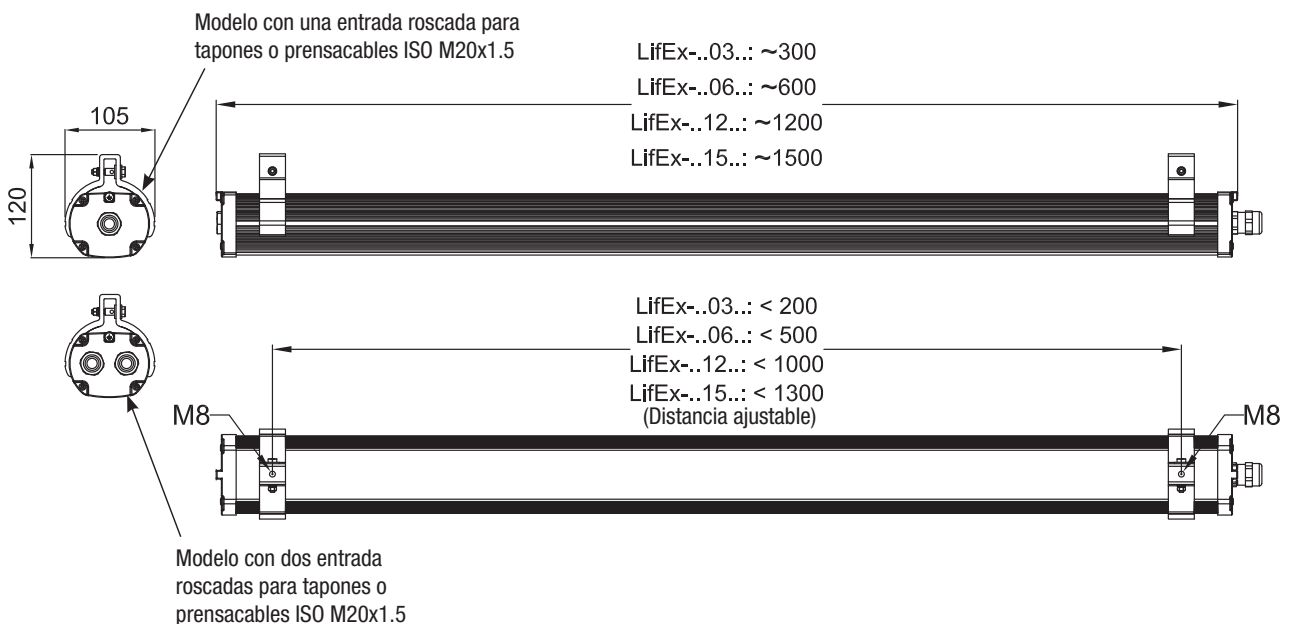 Modelo con una entrada roscada para
tapones o prensacables ISO M20x1.5
LifEx-..03..: ~300
LifEx-..06..: ~600
LifEx-..12..: ~1200
LifEx-..15..: ~1500
105
120
LifEx-..03..: < 200
LifEx-..06..: < 500
LifEx-..12..: < 1000
LifEx-..15..: < 1300
(Distancia ajustable)
M8
M8
Modelo con dos entrada
roscadas para tapones o
prensacables ISO M20x1.5